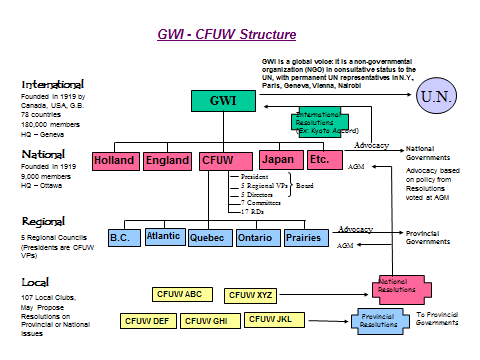 GWI - CFUW Structure
GWI is a global voice: it is a non-governmental
organization (NGO) in consultative status to the
UN, with permanent UN representatives in N.Y.,
Paris, Geneva, Vienna, Nairobi
International
Founded in 1919 by
Canada, USA, G.B.
78 countries
180,000 members
HQ – Geneva
GWI
U.N.
International
Resolutions
(Ex: Kyoto Accord)
Advocacy
National
Founded in 1919
9,000 members
HQ - Ottawa
Holland
England
CFUW
Japan
Etc.
AGM
National
Governments
Advocacy based
on policy from
Resolutions
voted at AGM
President
5 Regional VPs
5 Directors
7 Committees
17 RDs
Board
Regional
5 Regional Councils
(Presidents are CFUW
VPs)
B.C.
Atlantic
Quebec
Ontario
Prairies
Advocacy
AGM
Provincial
Governments
Local
107 Local Clubs,
May Propose
Resolutions on
Provincial or National
Issues
CFUW ABC
CFUW XYZ
CFUW DEF
CFUW GHI
CFUW JKL
National
Resolutions
Provincial
Resolutions
To Provincial
Governments